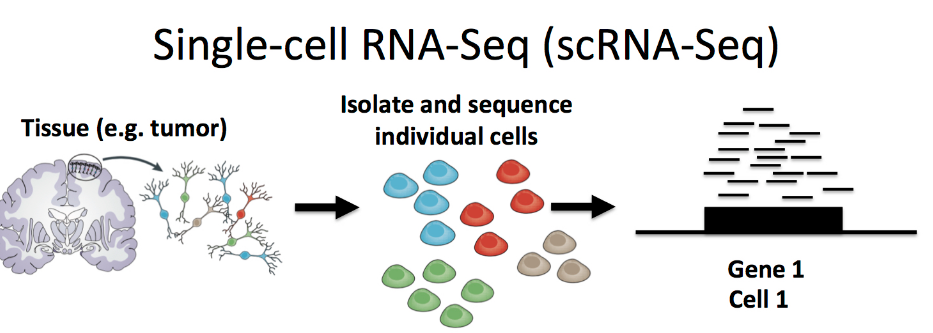 Single-cell RNA-Seq (scRNA-Seq)
Tissue (e.g. tumor)
Isolate and sequence
individual cells
Gene 1
Cell 1